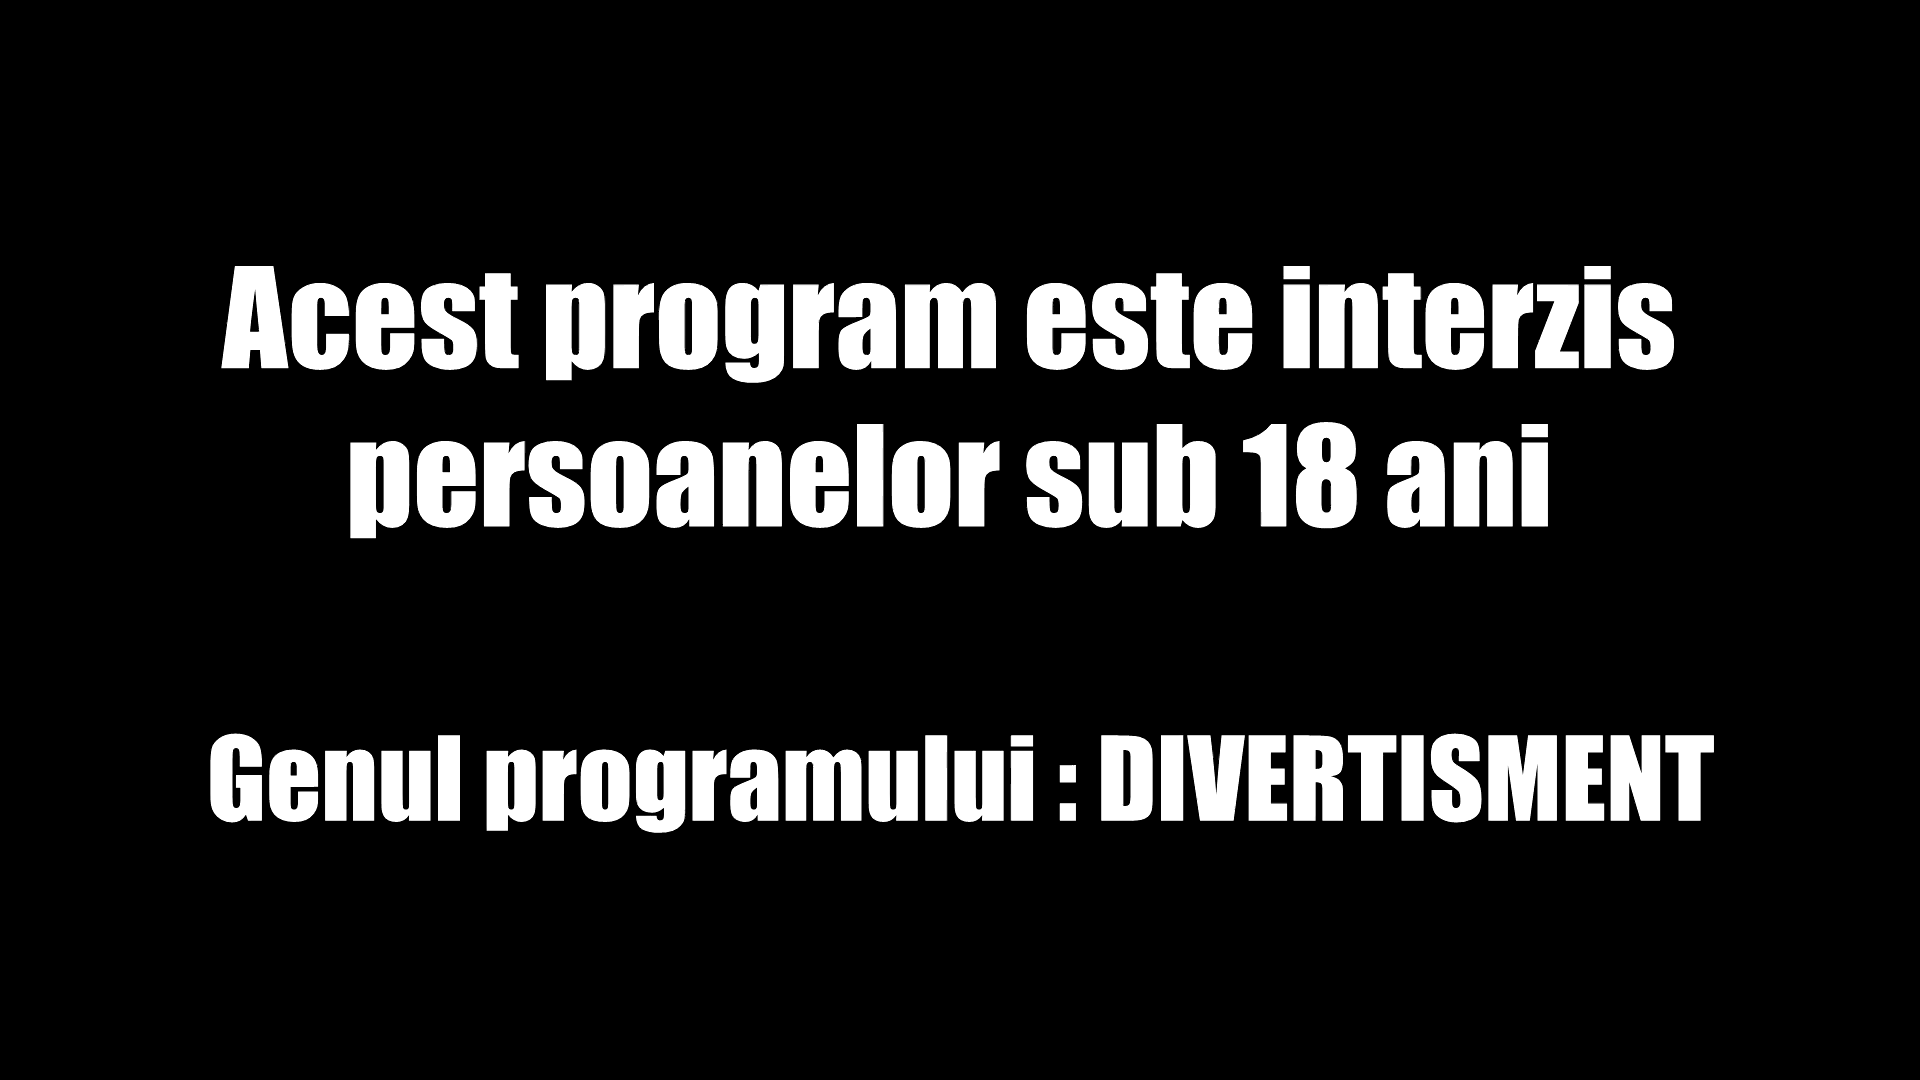 Acest program este interzis
persoanelor sub 18 ani
Genul programului : DIVERTISMENT